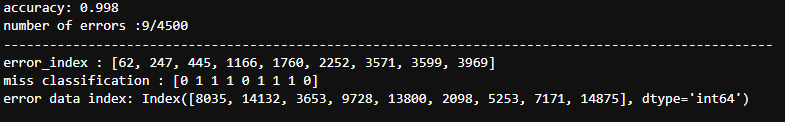 accuracy: 0.998
number of errors :9/4500
----------------------------------------------------------------------------------------------------
error_index : [62, 247, 445, 1166, 1760, 2252, 3571, 3599, 3969]
miss classification : [0 1 1 1 0 1 1 1 0]
error data index: Index([8035, 14132, 3653, 9728, 13800, 2098, 5253, 7171, 14875], dtype='int64')